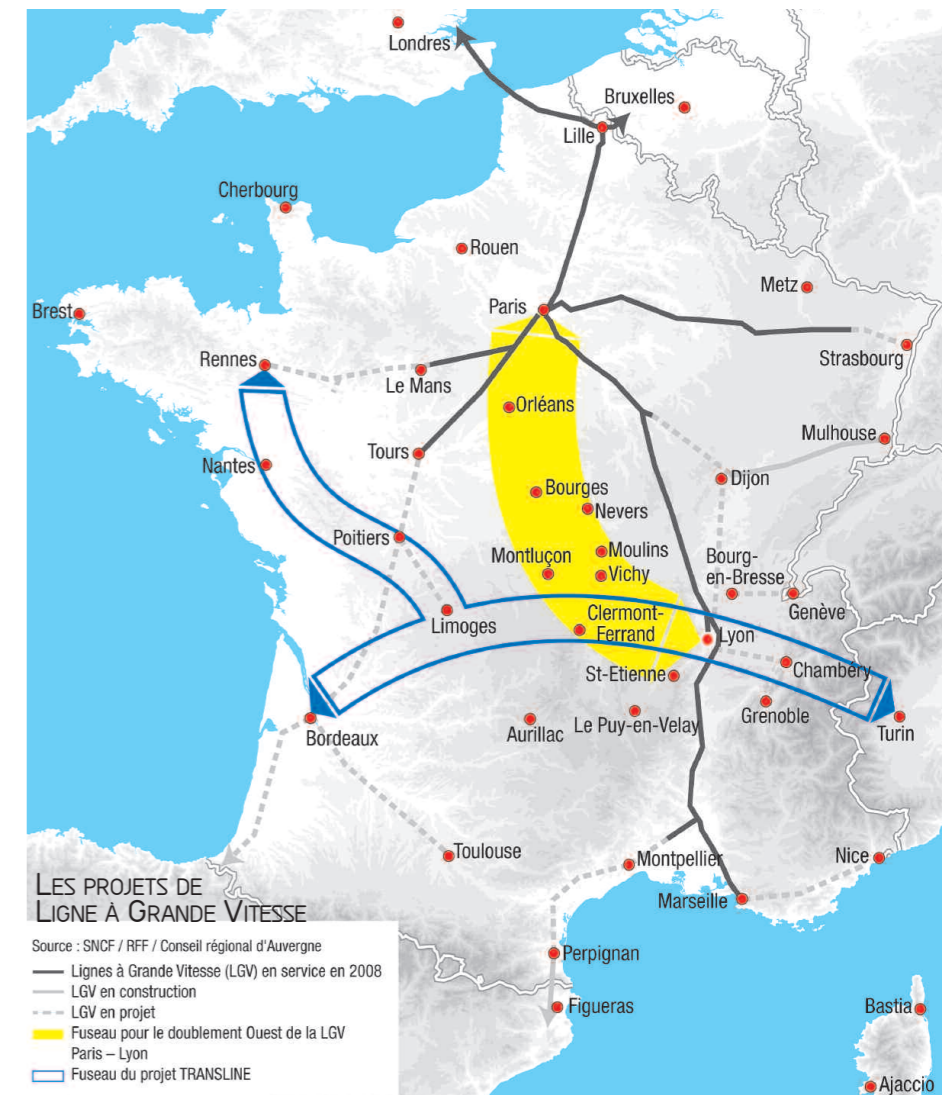 Londres
Bruxelles
Lille
Cherbourg
Rouen
Metz
Paris
Brest
Strasbourg
Rennes
Le Mans
Orléans
Mulhouse
Tours
Nantes
Dijon
Bourges
Nevers
Poitiers
Moulins
Montluçon
Bourg-
en-Bresse
Vichy
Genève
Limoges
Clermont-
Ferrand
Lyon
Chambéry
St-Etienne
Grenoble
Le Puy-en-Velay
Aurillac
Bordeaux
Turin
Toulouse
Montpellier
Nice
Marseille
Perpignan
Figueras
Bastia
Ajaccio
LES PROJETS DE
LIGNE À GRANDE VITESSE
Source : SNCF / RFF / Conseil régional d'Auvergne
Lignes à Grande Vitesse (LGV) en service en 2008
LGV en construction
LGV en projet
Fuseau pour le doublement Ouest de la LGV
Paris – Lyon
Fuseau du projet TRANSLINE